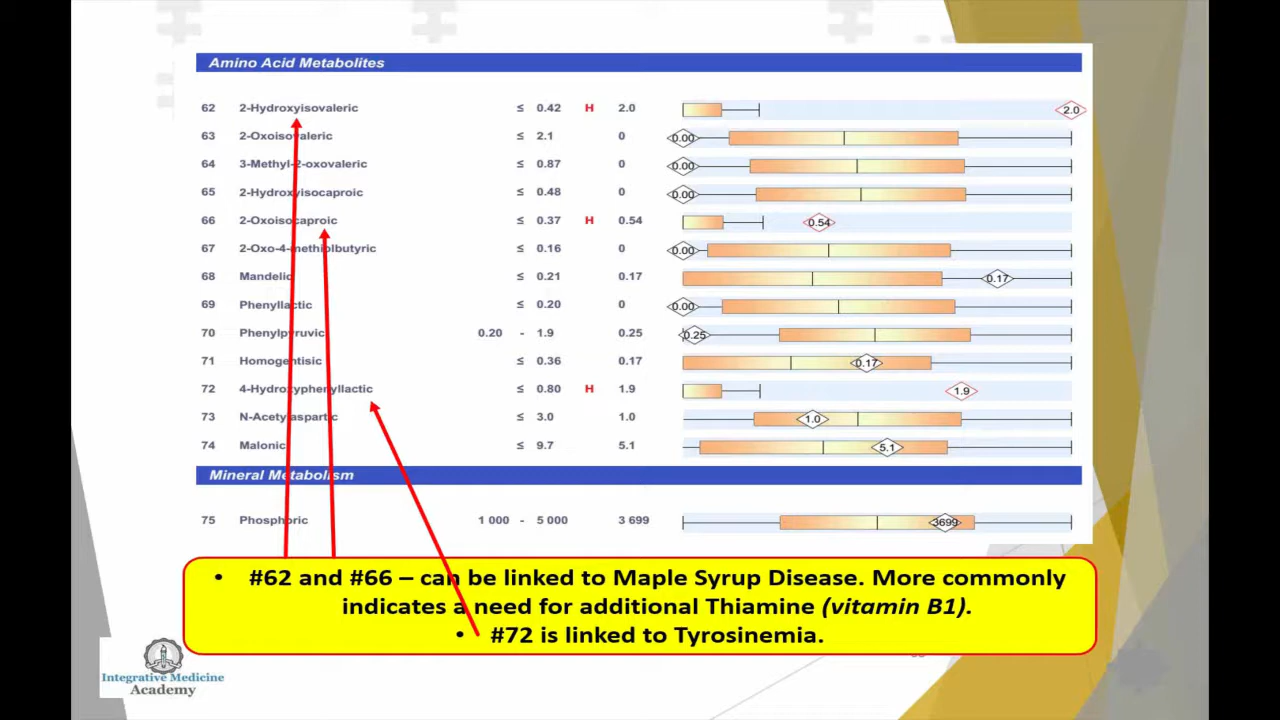 Amino Acid Metabolites
62 2-Hydroxyisovaleric ≤ 0.42 H 2.0 2.0
63 2-Oxoisovaleric ≤ 2.1 0 0.00
64 3-Methyl-2-oxovaleric ≤ 0.87 0 0.00
65 2-Hydroxyisocaproic ≤ 0.48 0 0.00
66 2-Oxoisocaproic ≤ 0.37 H 0.54 0.54
67 2-Oxo-4-methiolbutyric ≤ 0.16 0 0.00
68 Mandelic ≤ 0.21 0.17 0.17
69 Phenyllactic ≤ 0.20 0 0.00
70 Phenylpyruvic 0.20 - 1.9 0.25 0.25
71 Homogentisic ≤ 0.36 0.17 0.17
72 4-Hydroxyphenyllactic ≤ 0.80 H 1.9 1.9
73 N-Acetylaspartic ≤ 3.0 1.0 1.0
74 Malonic ≤ 9.7 5.1 5.1
Mineral Metabolism
75 Phosphoric 1 000 - 5 000 3 699 3699
• #62 and #66 – can be linked to Maple Syrup Disease. More commonly
indicates a need for additional Thiamine (vitamin B1).
• #72 is linked to Tyrosinemia.
Integrative Medicine
Academy